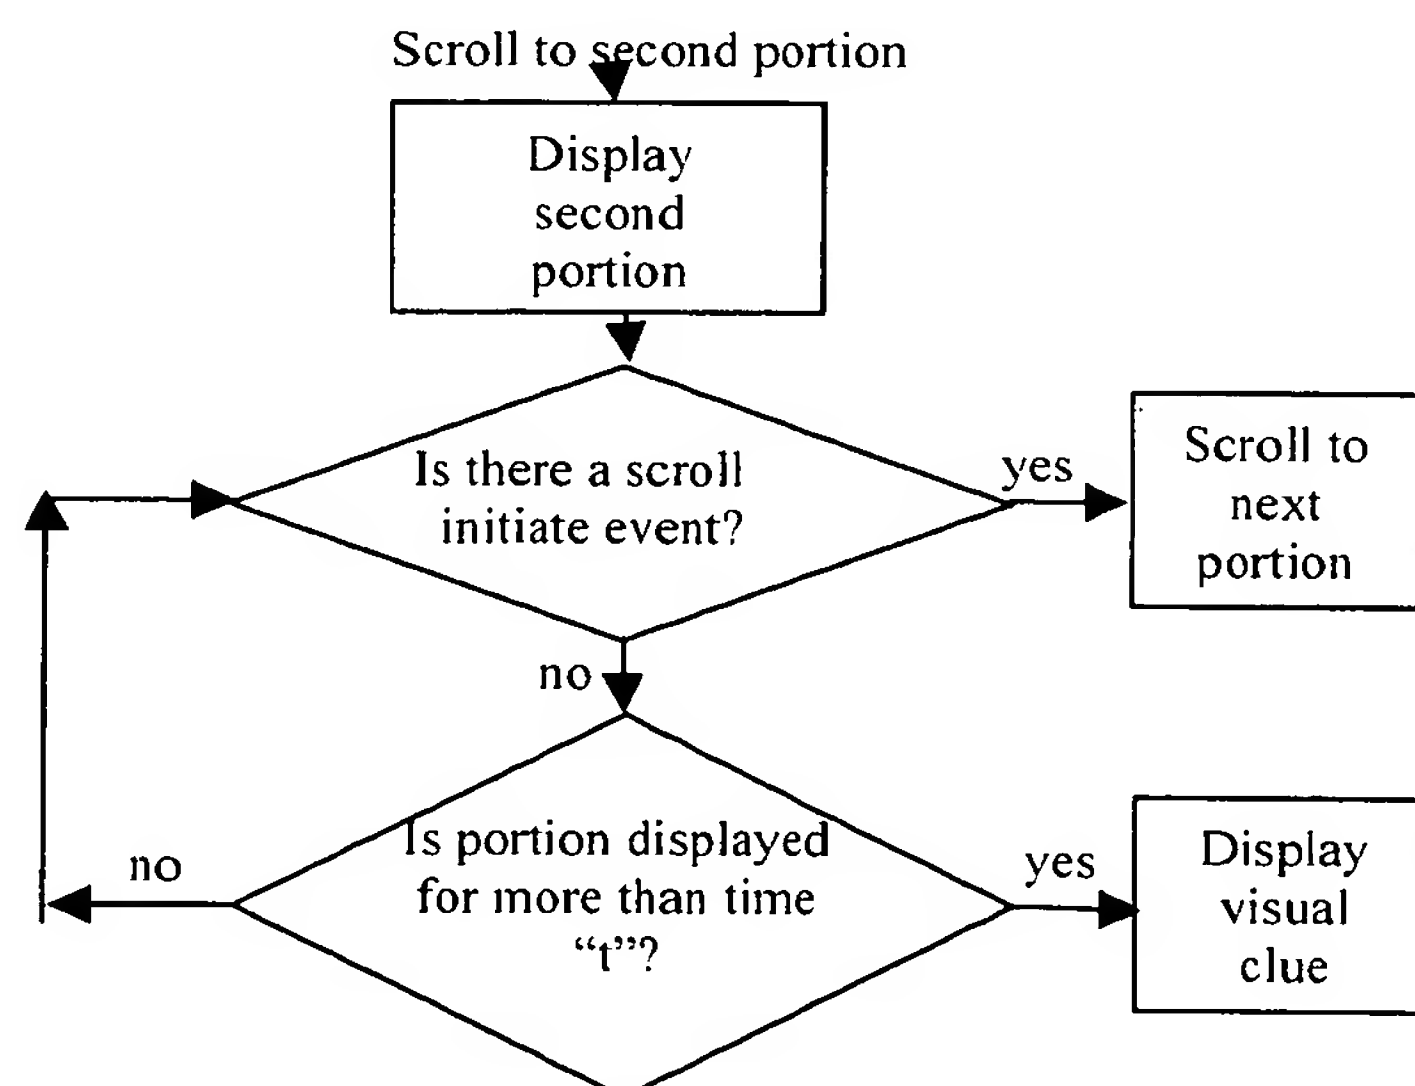 Scroll to second portion
Display
second
portion
Is there a scroll
initiate event?
yes
Scroll to
next
portion
no
Is portion displayed
for more than time
“t”?
no
yes
Display
visual
clue